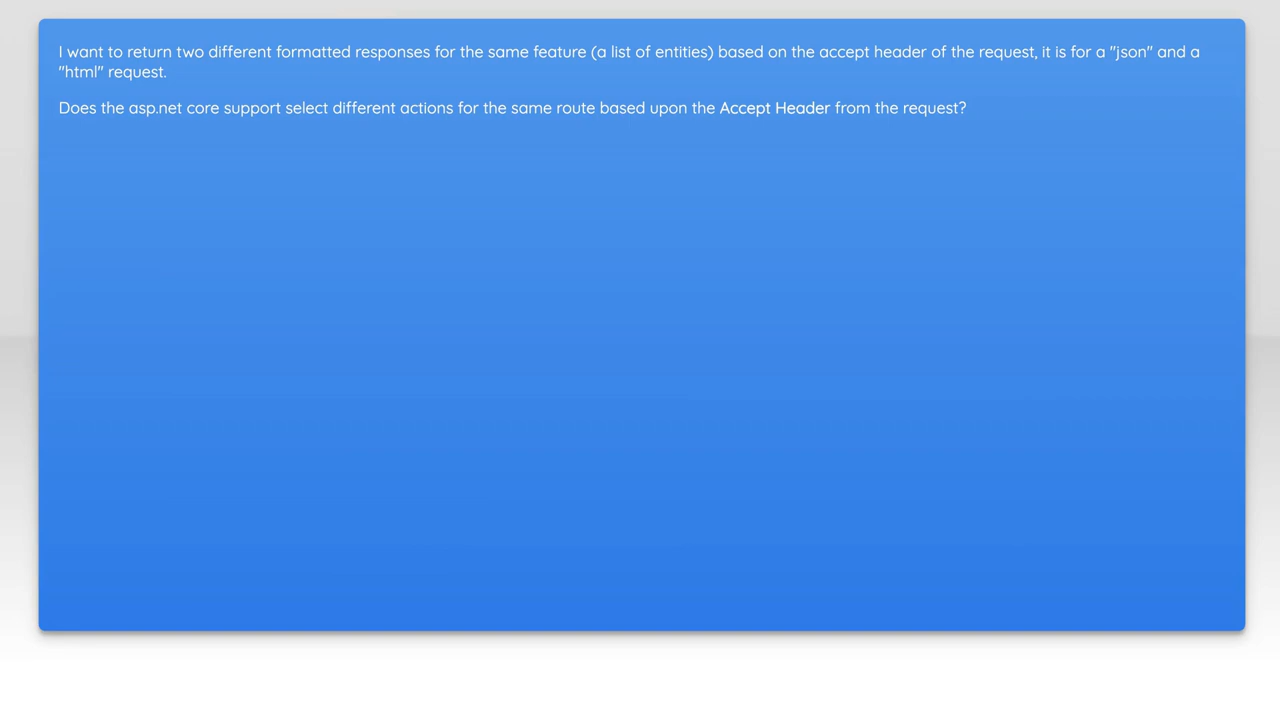 I want to return two different formatted responses for the same feature (a list of entities) based on the accept header of the request, it is for a "json" and a
"html" request.
Does the asp.net core support select different actions for the same route based upon the Accept Header from the request?